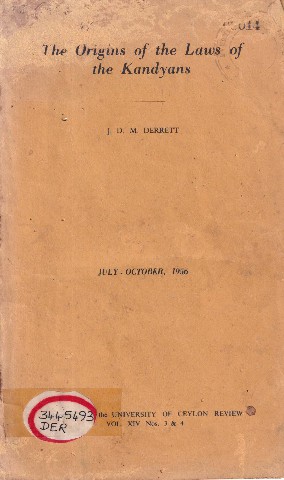 044
The Origins of the Laws of
the Kandyans
J. D. M. DERRETT
JULY - OCTOBER, 1956
344.5493
DER
the UNIVERSITY OF CEYLON REVIEW
VOL. XIV Nos. 3 & 4